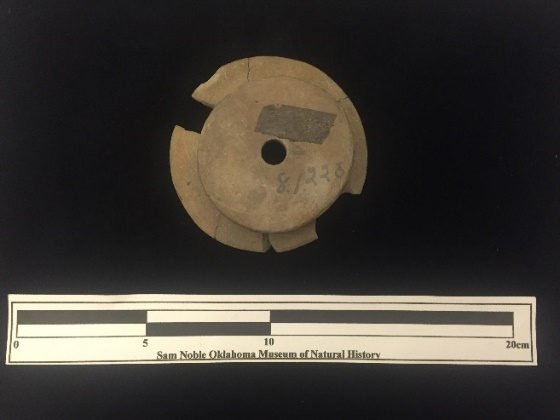 81223
0 5 10 20cm
Sam Noble Oklahoma Museum of Natural History